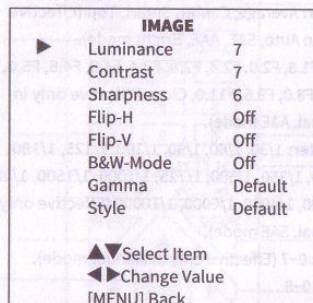 IMAGE
▶ Luminance 7
Contrast 7
Sharpness 6
Flip-H Off
Flip-V Off
B&W-Mode Off
Gamma Default
Style Default
▲▼Select Item
◀▶Change Value
[MENU] Back